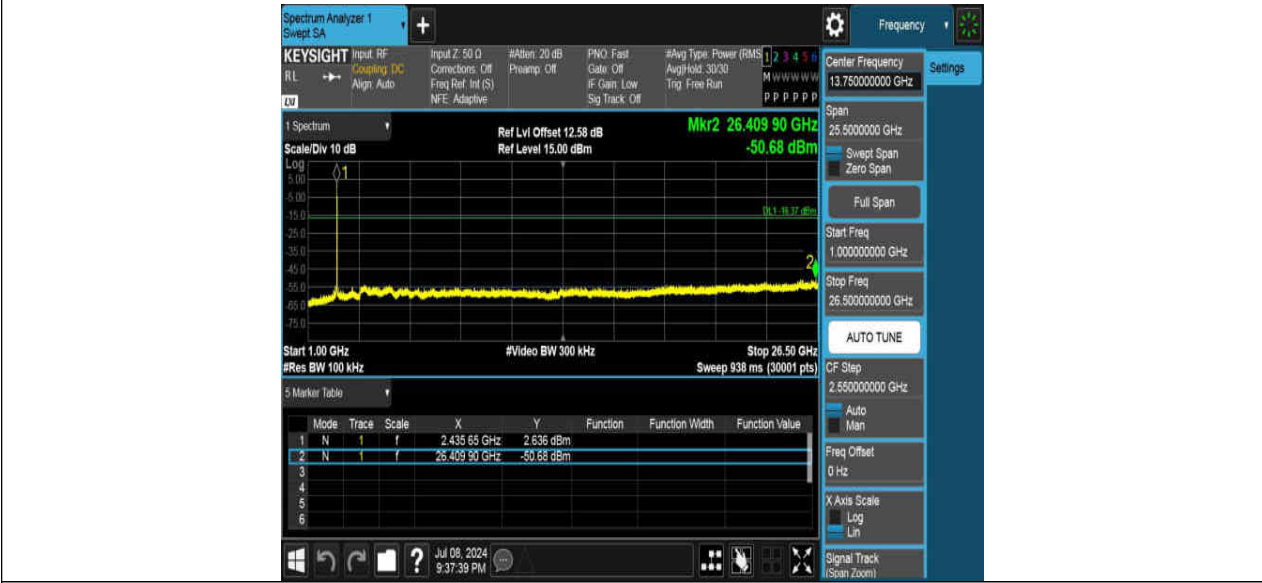 Spectrum Analyzer 1
Swept SA
+
Frequency
KEYSIGHT
RL
LXI
Input: RF
Coupling: DC
Align: Auto
Input Z: 50 Ω
Corrections: Off
Freq Ref: Int (S)
NFE: Adaptive
#Atten: 20 dB
Preamp: Off
PNO: Fast
Gate: Off
IF Gain: Low
Sig Track: Off
#Avg Type: Power (RMS
Avg|Hold: 30/30
Trig: Free Run
1 2 3 4 5 6
M W W W W W
P P P P P P
1 Spectrum
Scale/Div 10 dB
Ref Lvl Offset 12.58 dB
Ref Level 15.00 dBm
Mkr2 26.409 90 GHz
-50.68 dBm
Log
5.00
-5.00
-15.0
-25.0
-35.0
-45.0
-55.0
-65.0
-75.0
1
DL1 -16.37 dBm
2
Start 1.00 GHz
#Res BW 100 kHz
#Video BW 300 kHz
Stop 26.50 GHz
Sweep 938 ms (30001 pts)
5 Marker Table
Mode Trace Scale X Y Function Function Width Function Value
1 N 1 f 2.435 65 GHz 2.636 dBm
2 N 1 f 26.409 90 GHz -50.68 dBm
3
4
5
6
?
Jul 08, 2024
9:37:39 PM
Center Frequency
13.750000000 GHz
Settings
Span
25.5000000 GHz
Swept Span
Zero Span
Full Span
Start Freq
1.000000000 GHz
Stop Freq
26.500000000 GHz
AUTO TUNE
CF Step
2.550000000 GHz
Auto
Man
Freq Offset
0 Hz
X Axis Scale
Log
Lin
Signal Track
(Span Zoom)